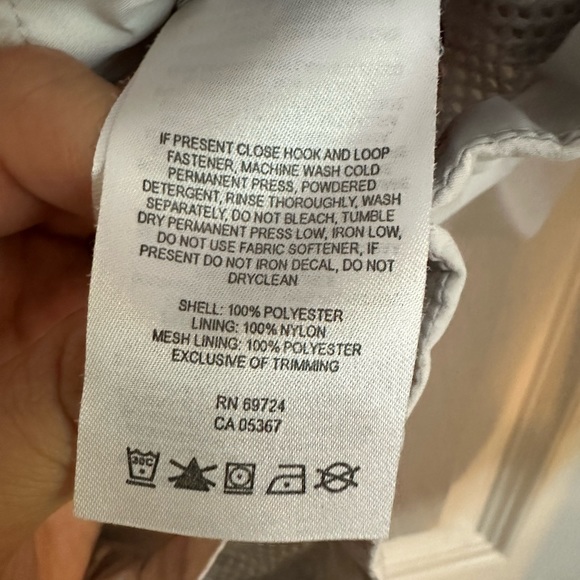 IF PRESENT CLOSE HOOK AND LOOP
FASTENER, MACHINE WASH COLD
PERMANENT PRESS, POWDERED
DETERGENT, RINSE THOROUGHLY, WASH
SEPARATELY, DO NOT BLEACH, TUMBLE
DRY PERMANENT PRESS LOW, IRON LOW,
DO NOT USE FABRIC SOFTENER, IF
PRESENT DO NOT IRON DECAL, DO NOT
DRYCLEAN
SHELL: 100% POLYESTER
LINING: 100% NYLON
MESH LINING: 100% POLYESTER
EXCLUSIVE OF TRIMMING
RN 69724
CA 05367
30C